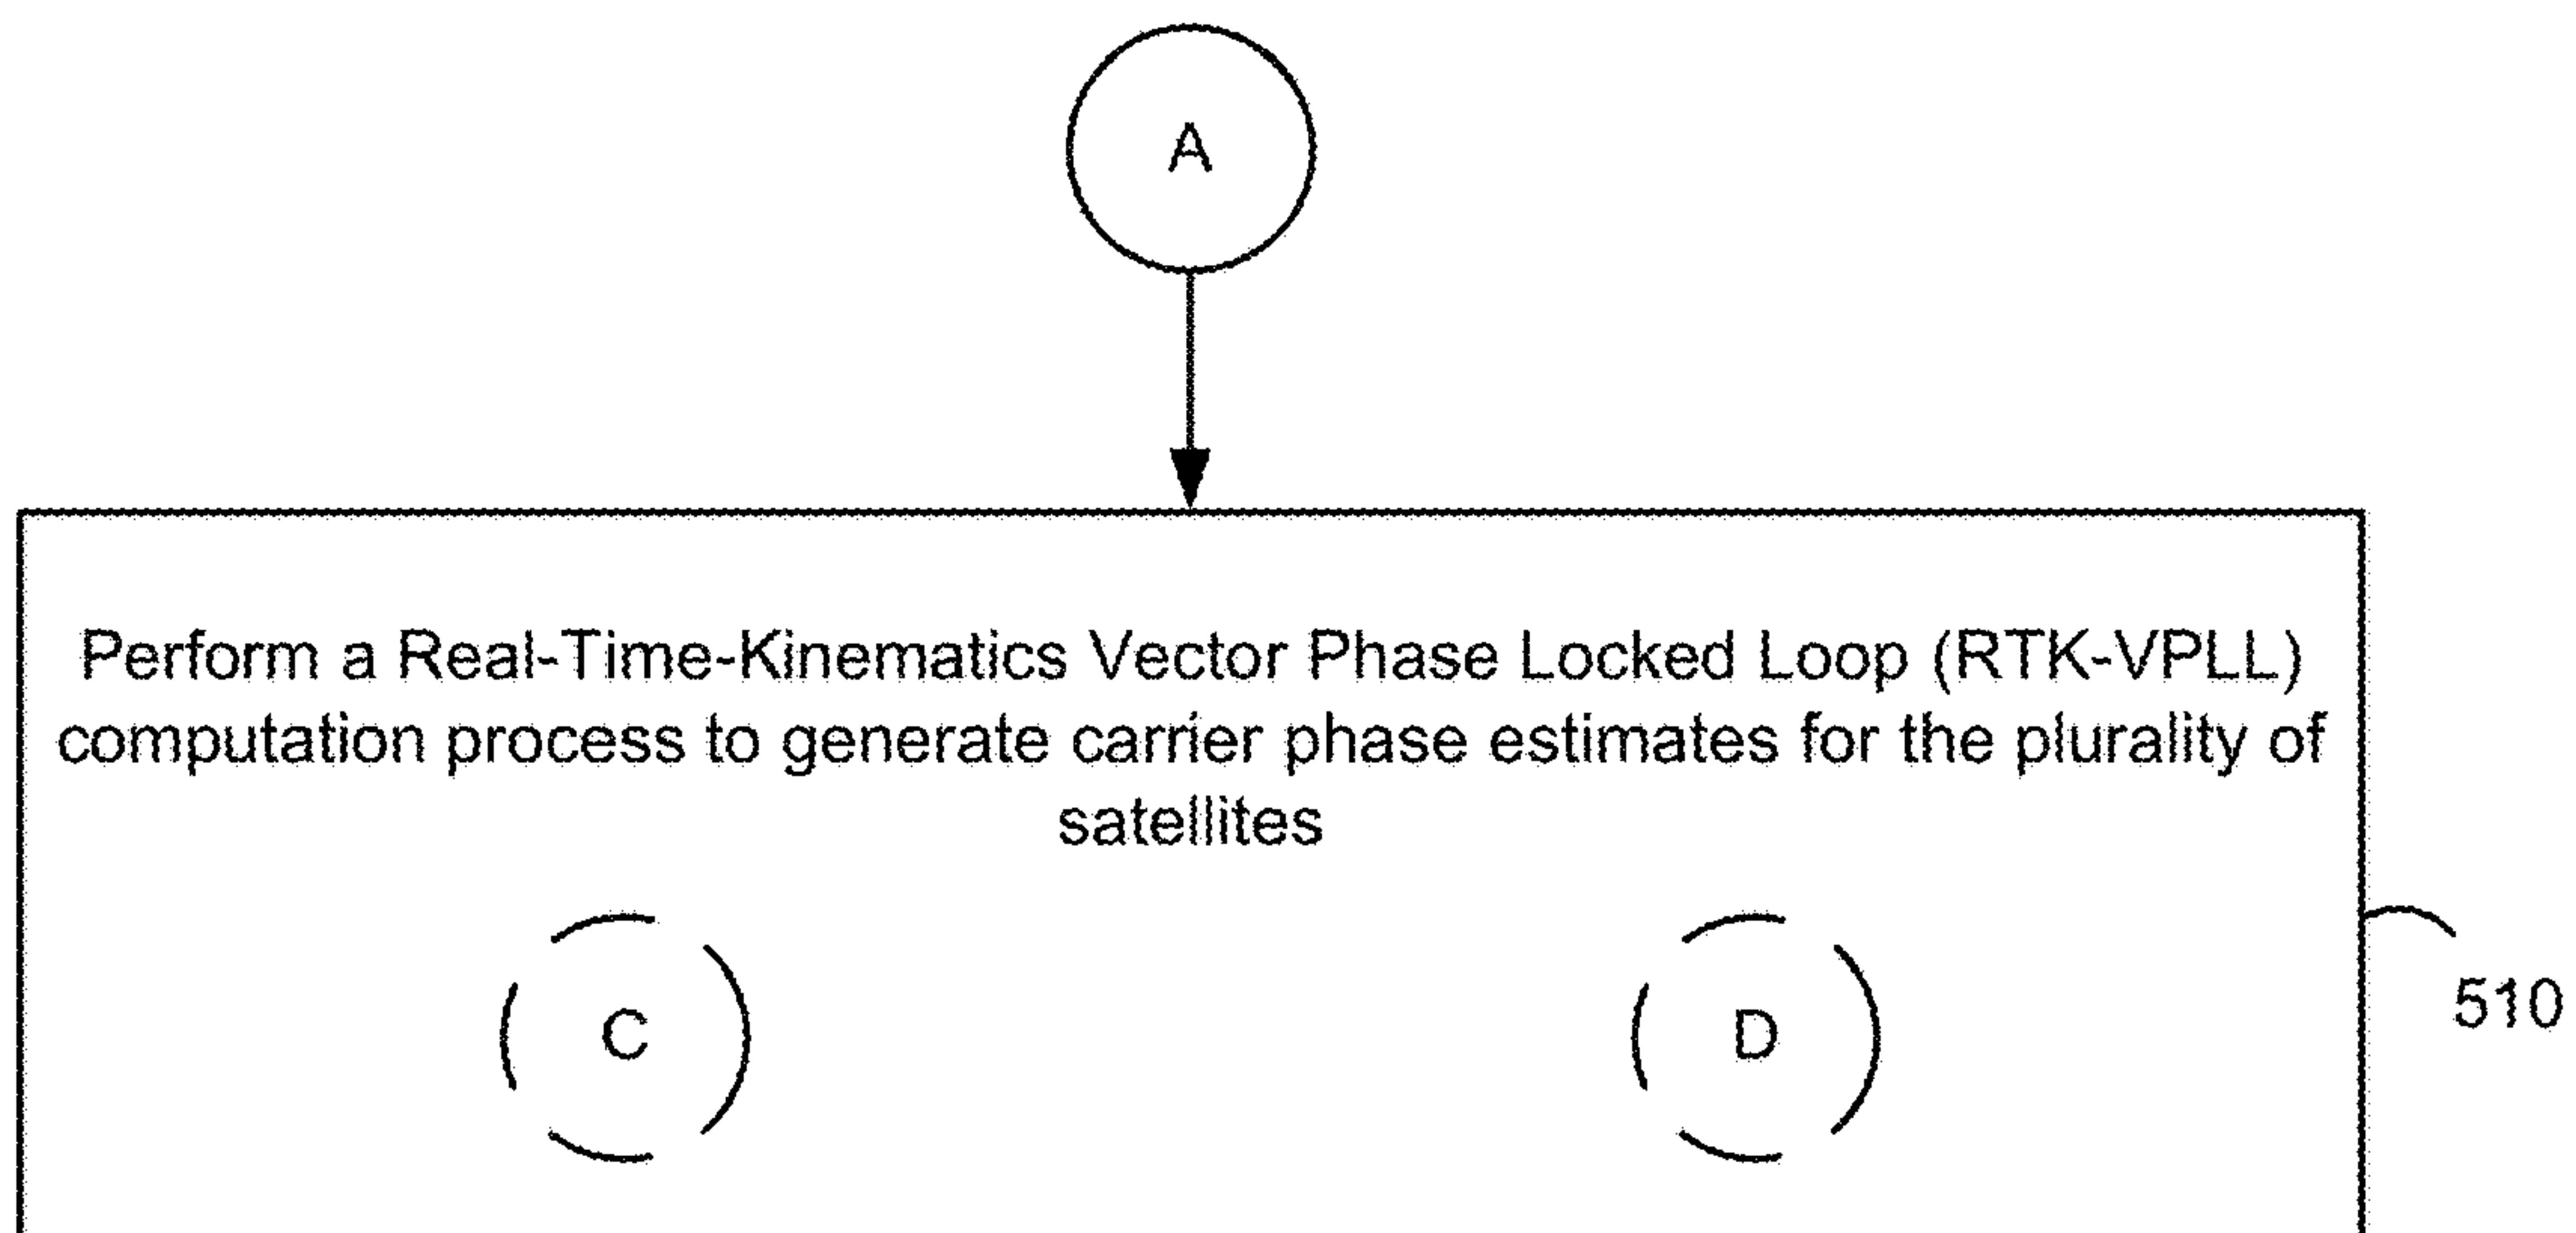 A
Perform a Real-Time-Kinematics Vector Phase Locked Loop (RTK-VPLL)
computation process to generate carrier phase estimates for the plurality of
satellites
C
D
510